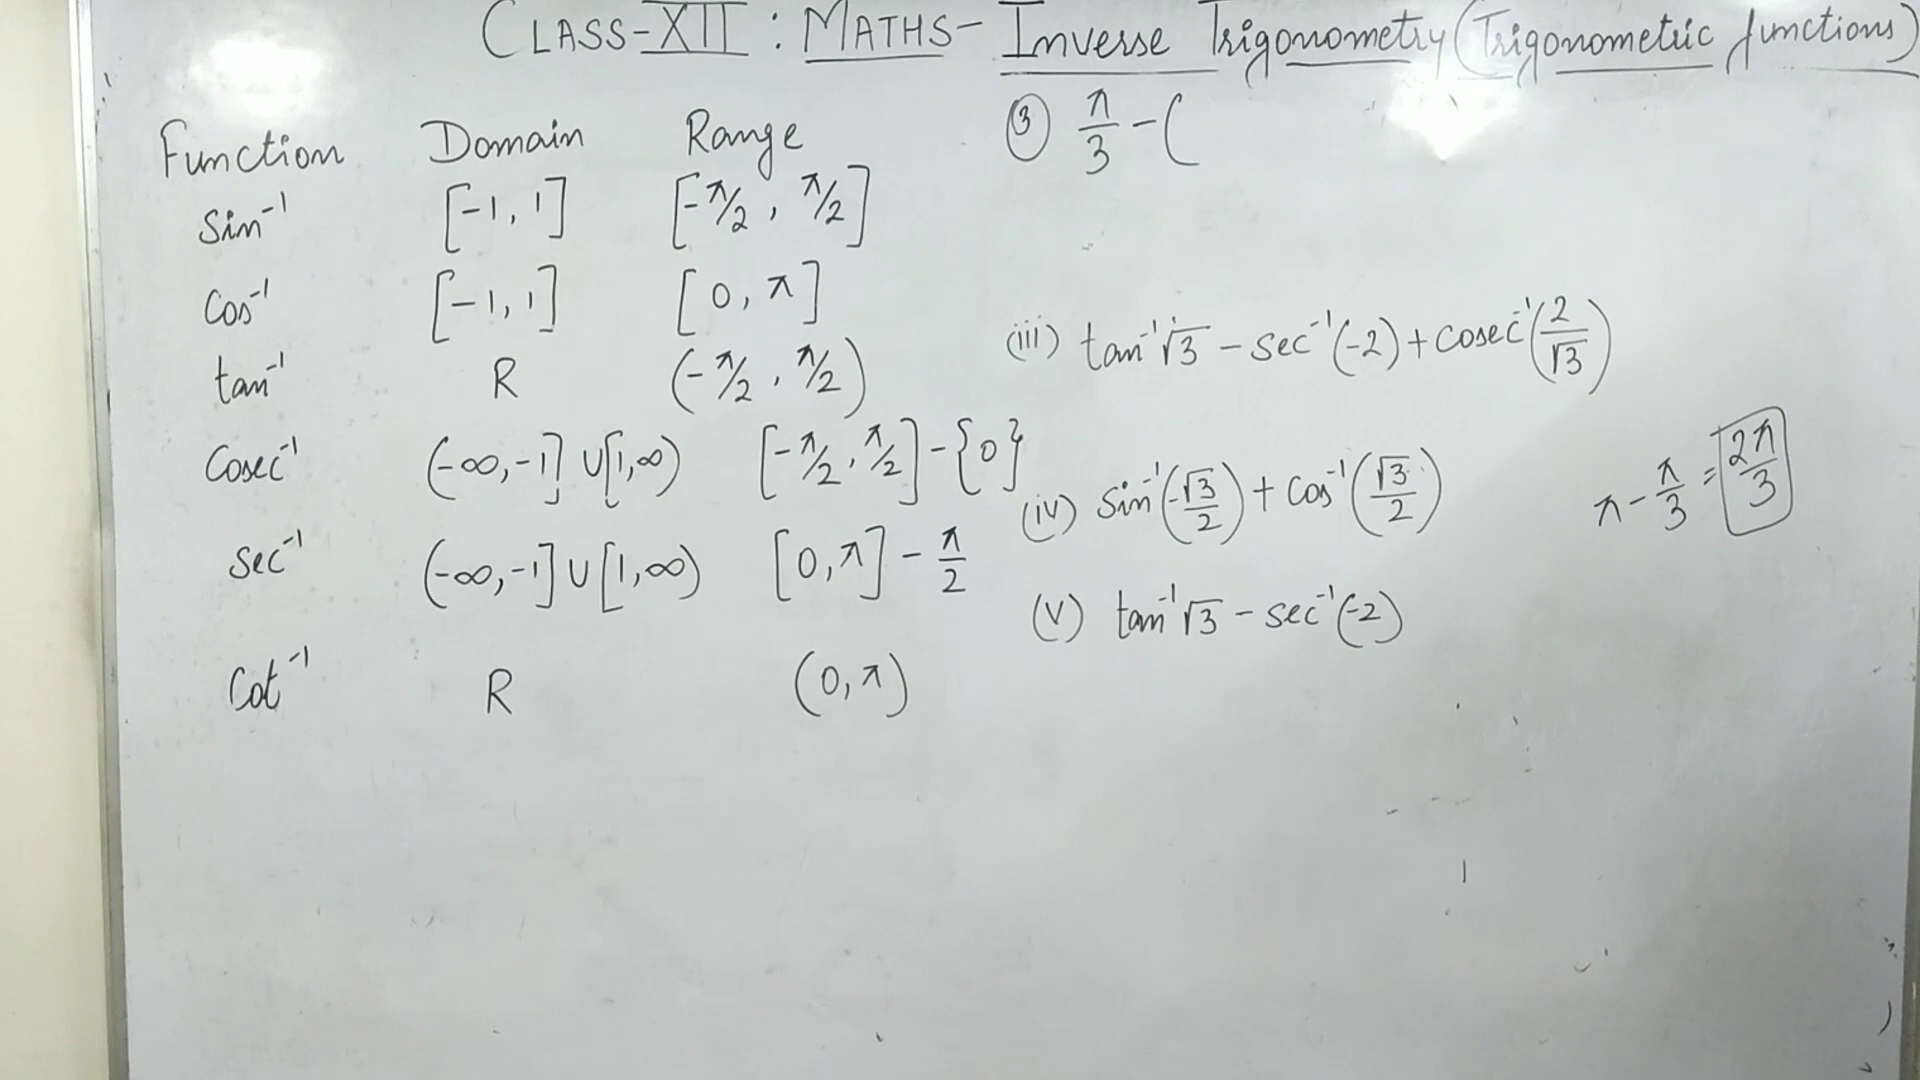 CLASS-XII : MATHS- Inverse Trigonometry (Trigonometric functions)
Function Domain Range
Sin⁻¹ [-1, 1] [-π/2, π/2]
Cos⁻¹ [-1, 1] [0, π]
tan⁻¹ R (-π/2, π/2)
Cosec⁻¹ (-∞, -1] ∪ [1, ∞) [-π/2, π/2] - {0}
Sec⁻¹ (-∞, -1] ∪ [1, ∞) [0, π] - π/2
Cot⁻¹ R (0, π)
③ π/3 - (
(iii) tan⁻¹√3 - sec⁻¹(-2) + cosec⁻¹(2/√3)
(iv) Sin⁻¹(-√3/2) + Cos⁻¹(√3/2)
π - π/3 = 2π/3
(v) tan⁻¹√3 - sec⁻¹(-2)